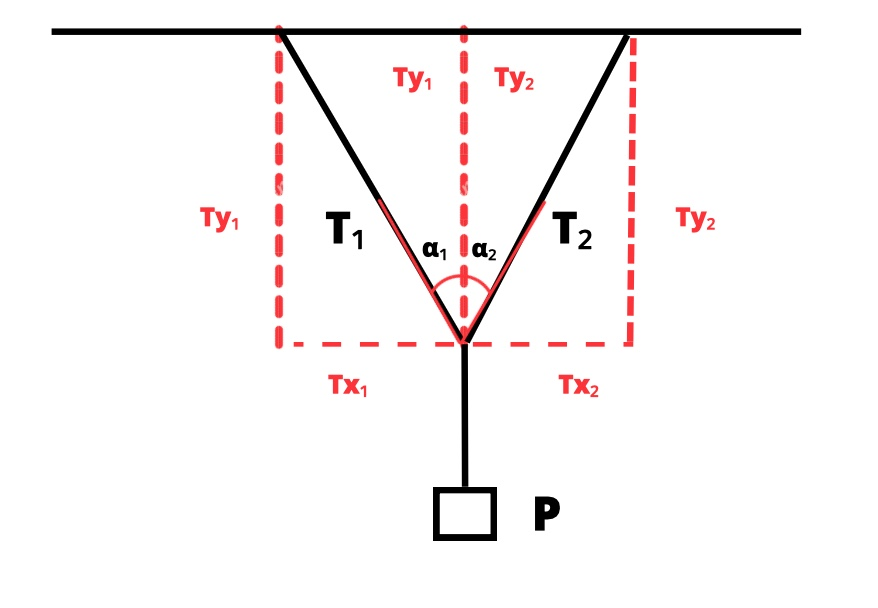 Ty₁ Ty₂
Ty₁ T₁ α₁ α₂ T₂ Ty₂
Tx₁ Tx₂
P